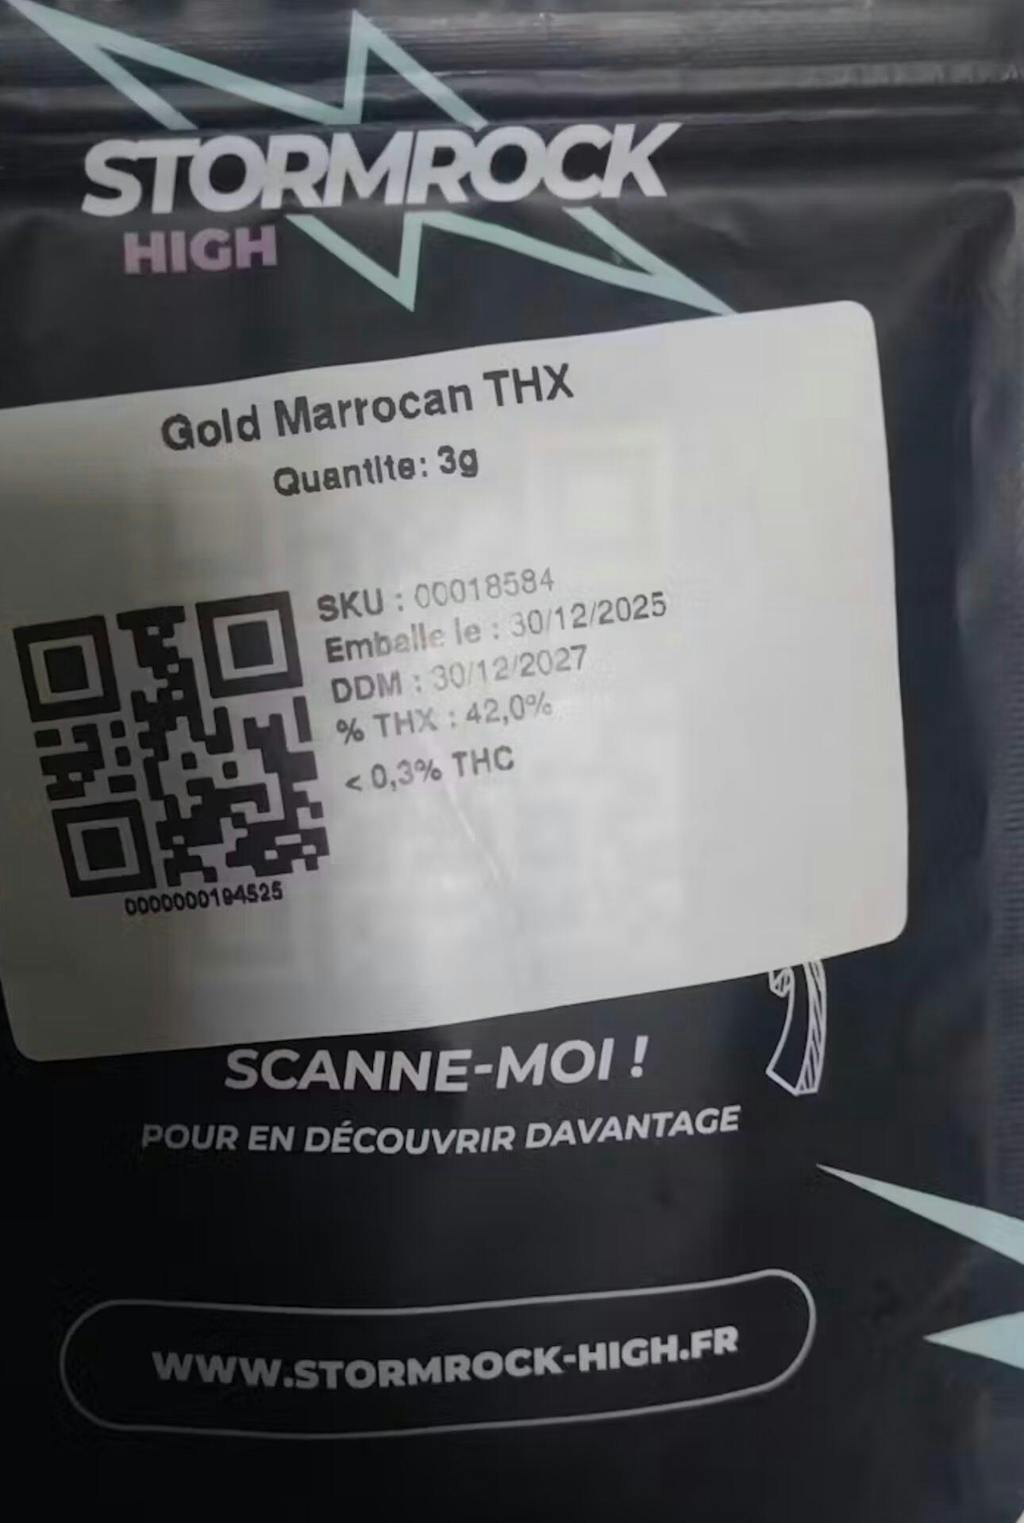 STORMROCK
HIGH
Gold Marrocan THX
Quantite: 3g
SKU : 00018584
Emballe le : 30/12/2025
DDM : 30/12/2027
% THX : 42,0%
< 0,3% THC
0000000194525
SCANNE-MOI !
POUR EN DÉCOUVRIR DAVANTAGE
WWW.STORMROCK-HIGH.FR